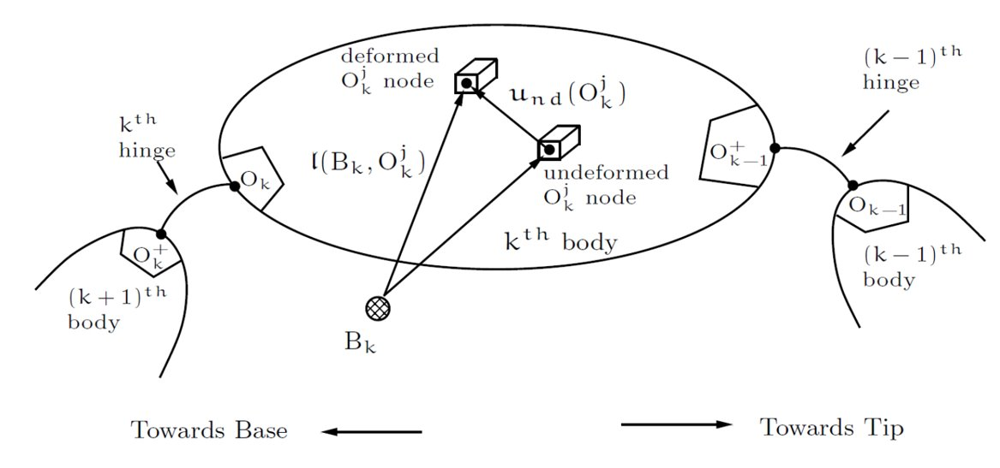 deformed
O_k^j node
u_nd(O_k^j)
(k − 1)^th
hinge
k^th
hinge
l(B_k, O_k^j)
O_k
O_{k−1}^+
undeformed
O_k^j node
k^th body
O_{k−1}
O_k^+
(k + 1)^th
body
(k − 1)^th
body
B_k
Towards Base
Towards Tip